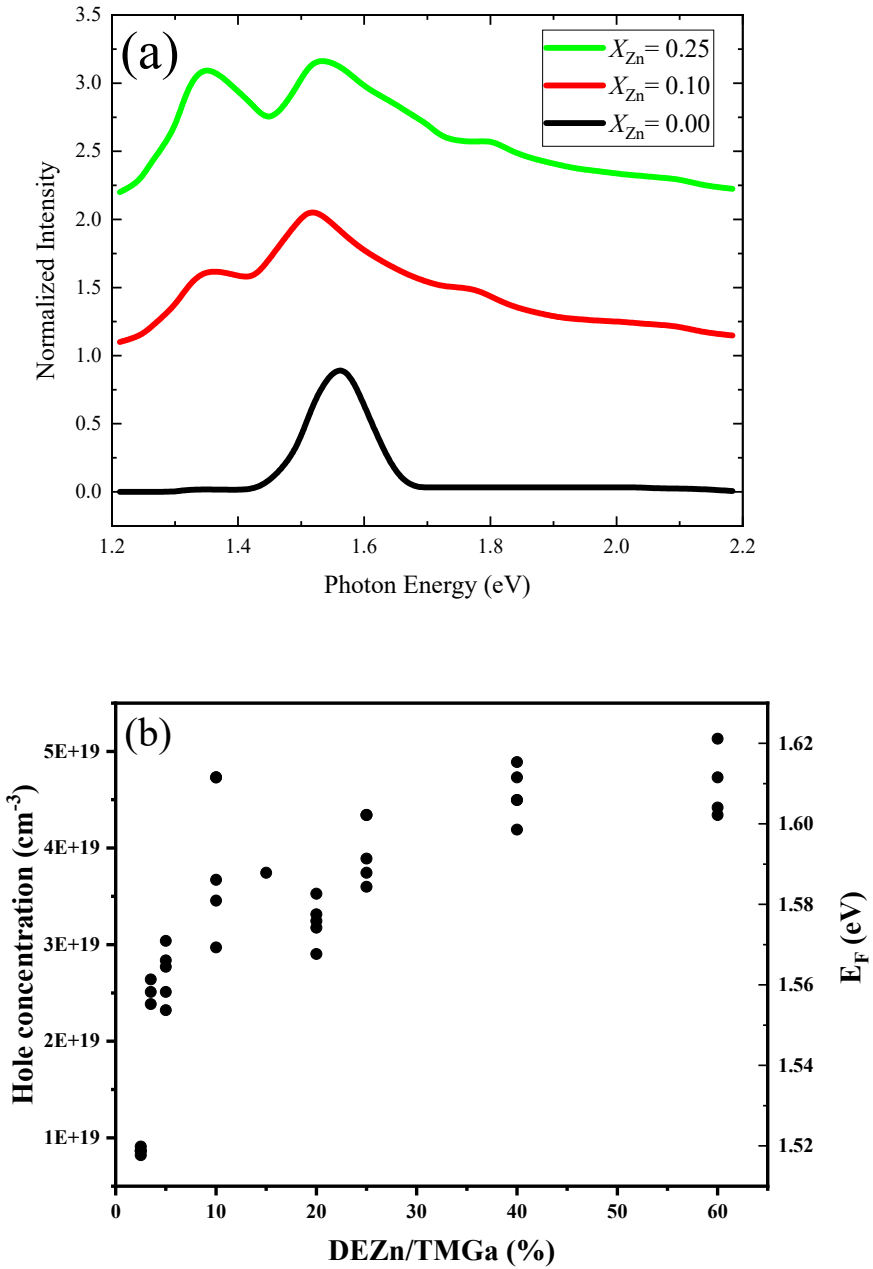 (a)
X_Zn= 0.25
X_Zn= 0.10
X_Zn= 0.00
3.5
3.0
2.5
2.0
1.5
1.0
0.5
0.0
Normalized Intensity
1.2 1.4 1.6 1.8 2.0 2.2
Photon Energy (eV)
(b)
5E+19
4E+19
3E+19
2E+19
1E+19
Hole concentration (cm⁻³)
1.62
1.60
1.58
1.56
1.54
1.52
E_F (eV)
0 10 20 30 40 50 60
DEZn/TMGa (%)